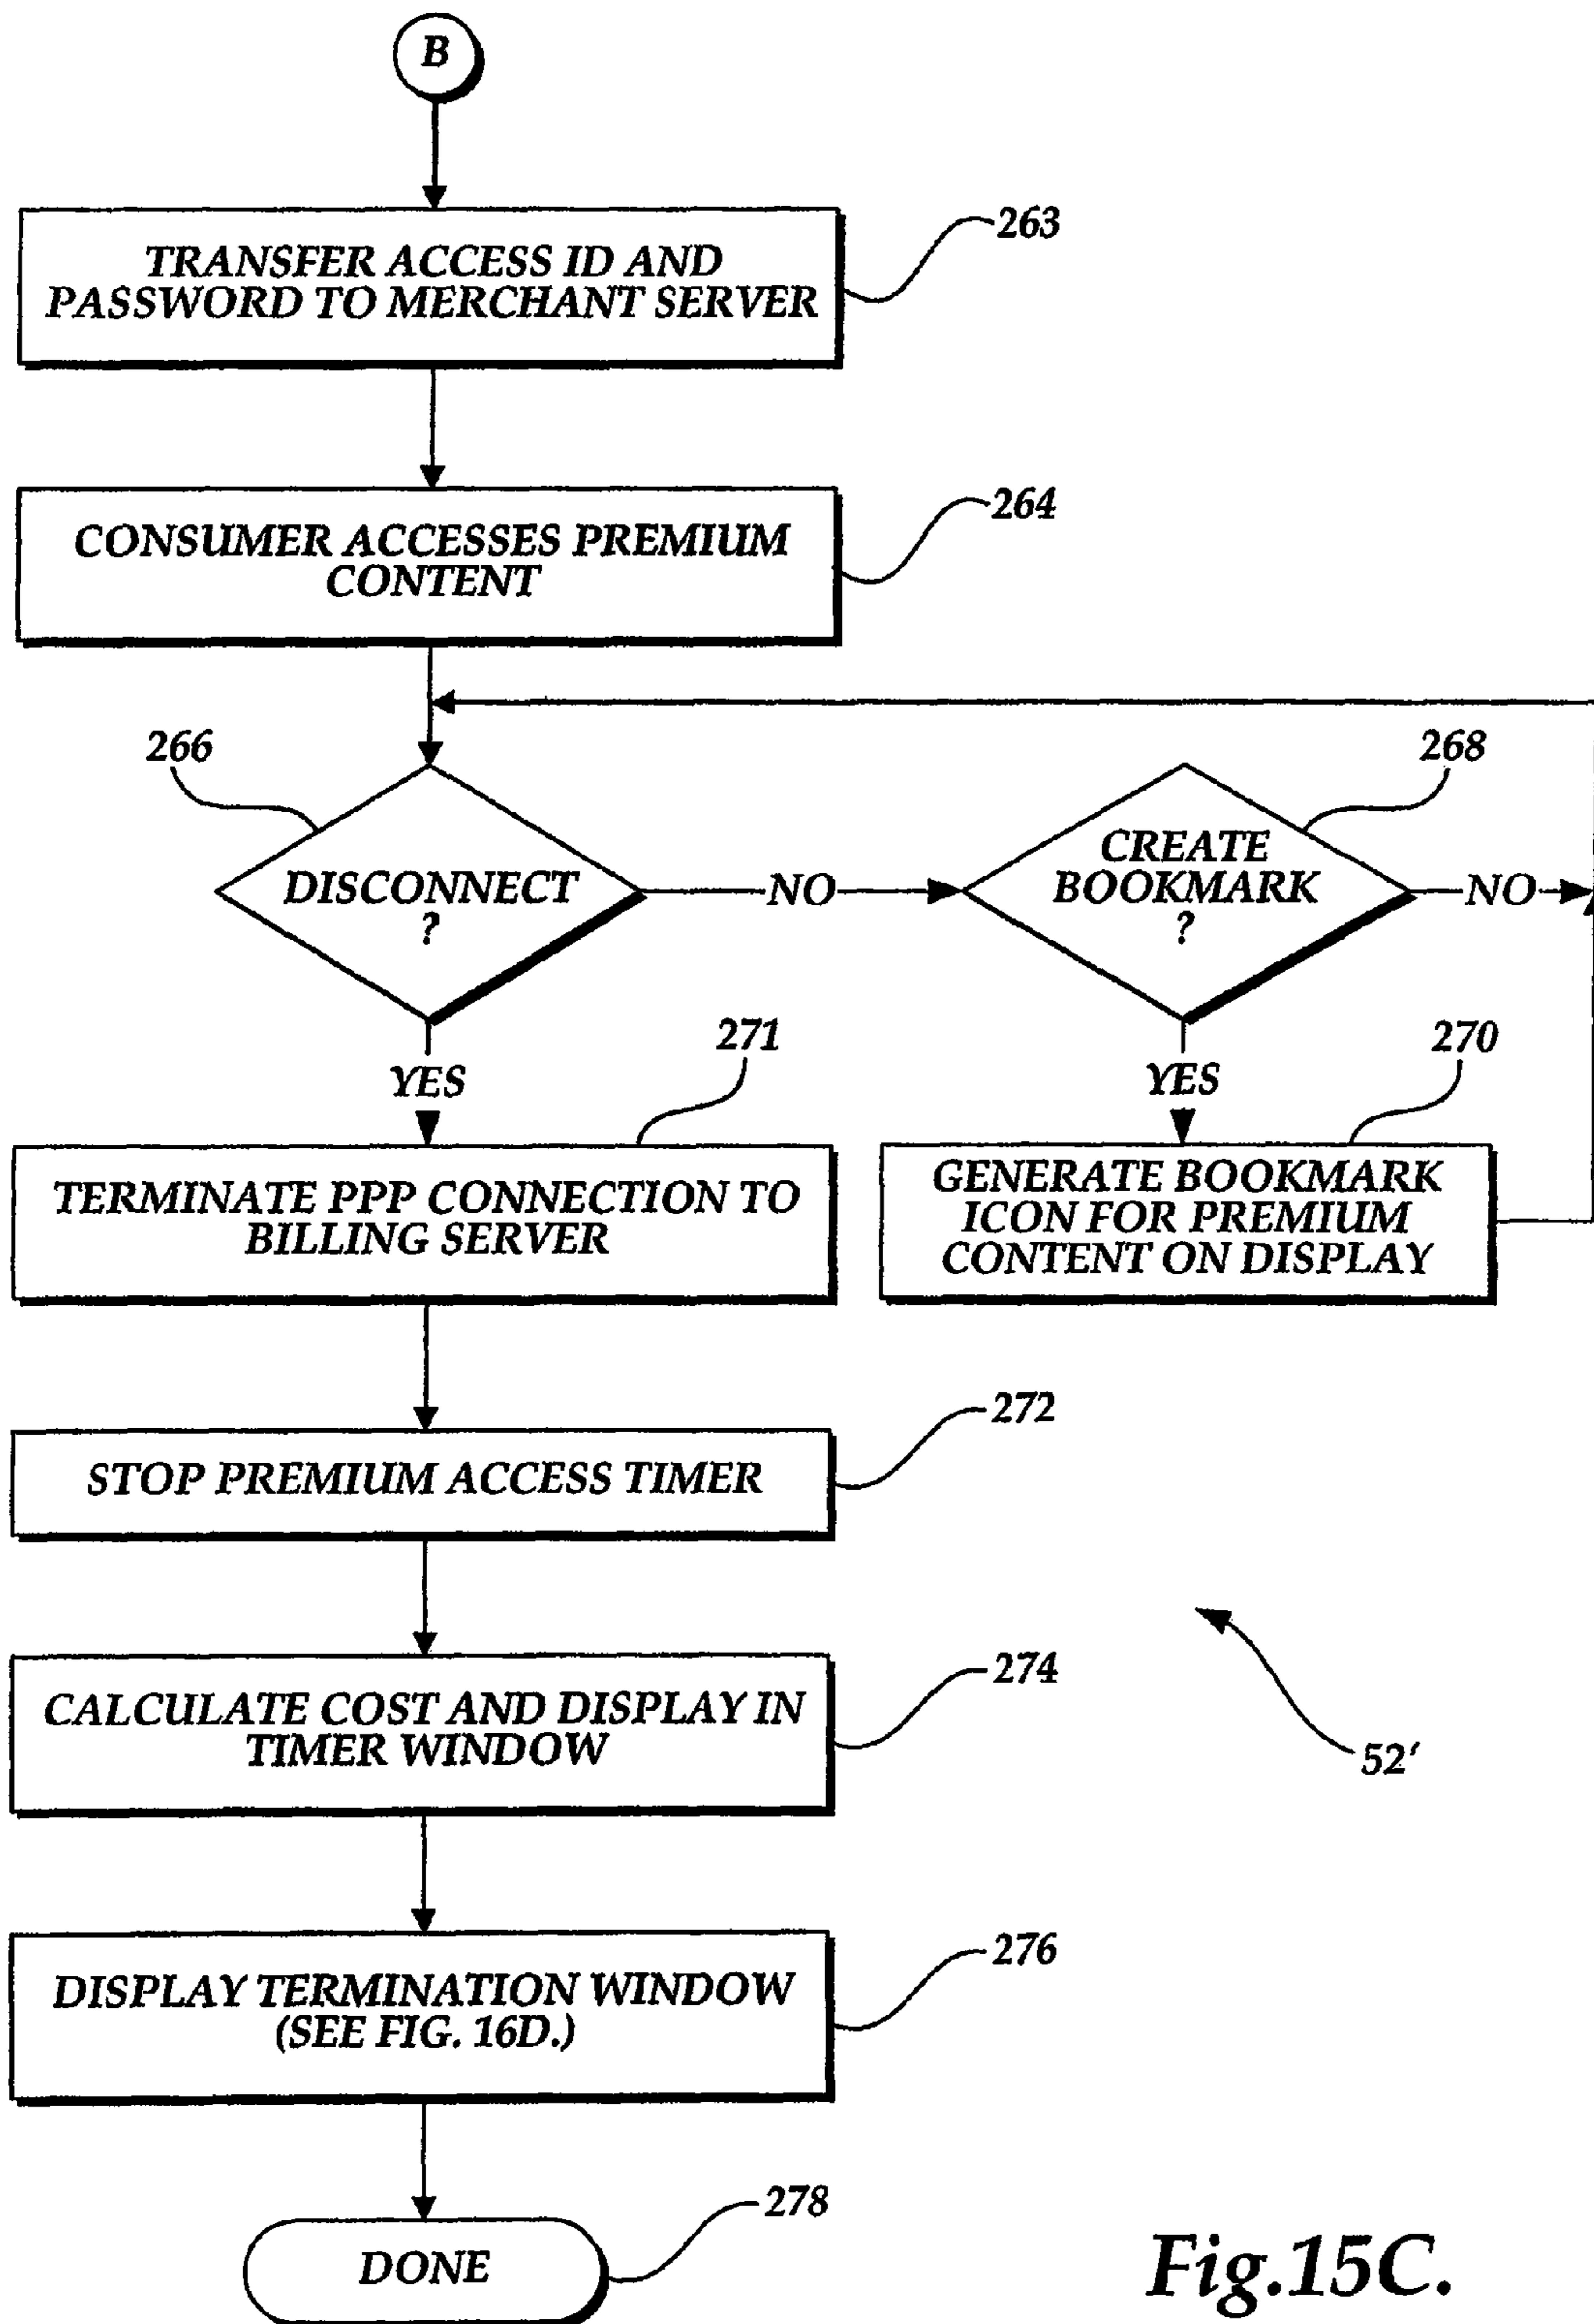 B
TRANSFER ACCESS ID AND
PASSWORD TO MERCHANT SERVER
263
CONSUMER ACCESSES PREMIUM
CONTENT
264
266
DISCONNECT
?
NO
268
CREATE
BOOKMARK
?
NO
YES
271
YES
270
TERMINATE PPP CONNECTION TO
BILLING SERVER
GENERATE BOOKMARK
ICON FOR PREMIUM
CONTENT ON DISPLAY
STOP PREMIUM ACCESS TIMER
272
CALCULATE COST AND DISPLAY IN
TIMER WINDOW
274
52'
DISPLAY TERMINATION WINDOW
(SEE FIG. 16D.)
276
DONE
278
Fig.15C.